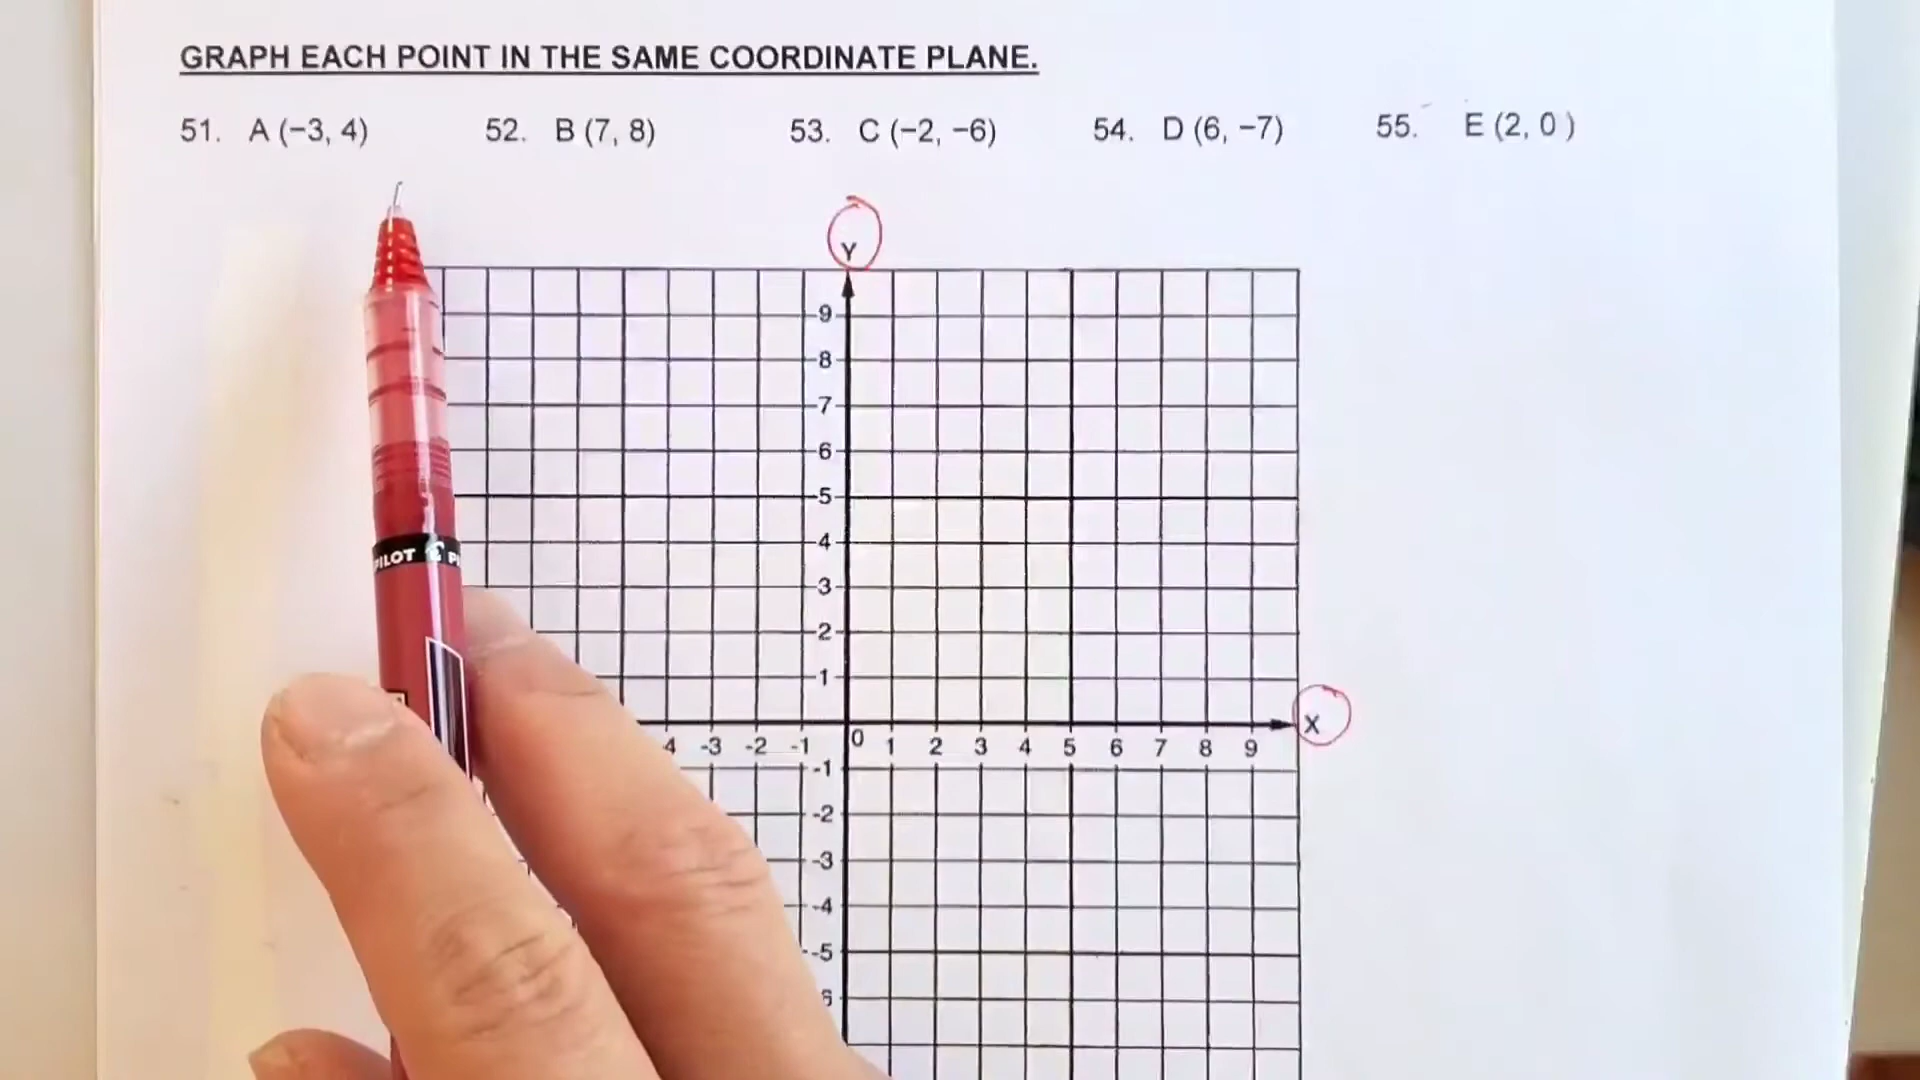 GRAPH EACH POINT IN THE SAME COORDINATE PLANE.
51. A (−3, 4) 52. B (7, 8) 53. C (−2, −6) 54. D (6, −7) 55. E (2, 0 )
Y
9
8
7
6
5
4
3
2
1
X
4 -3 -2 -1 0 1 2 3 4 5 6 7 8 9
-1
-2
-3
-4
-5
6
PILOT